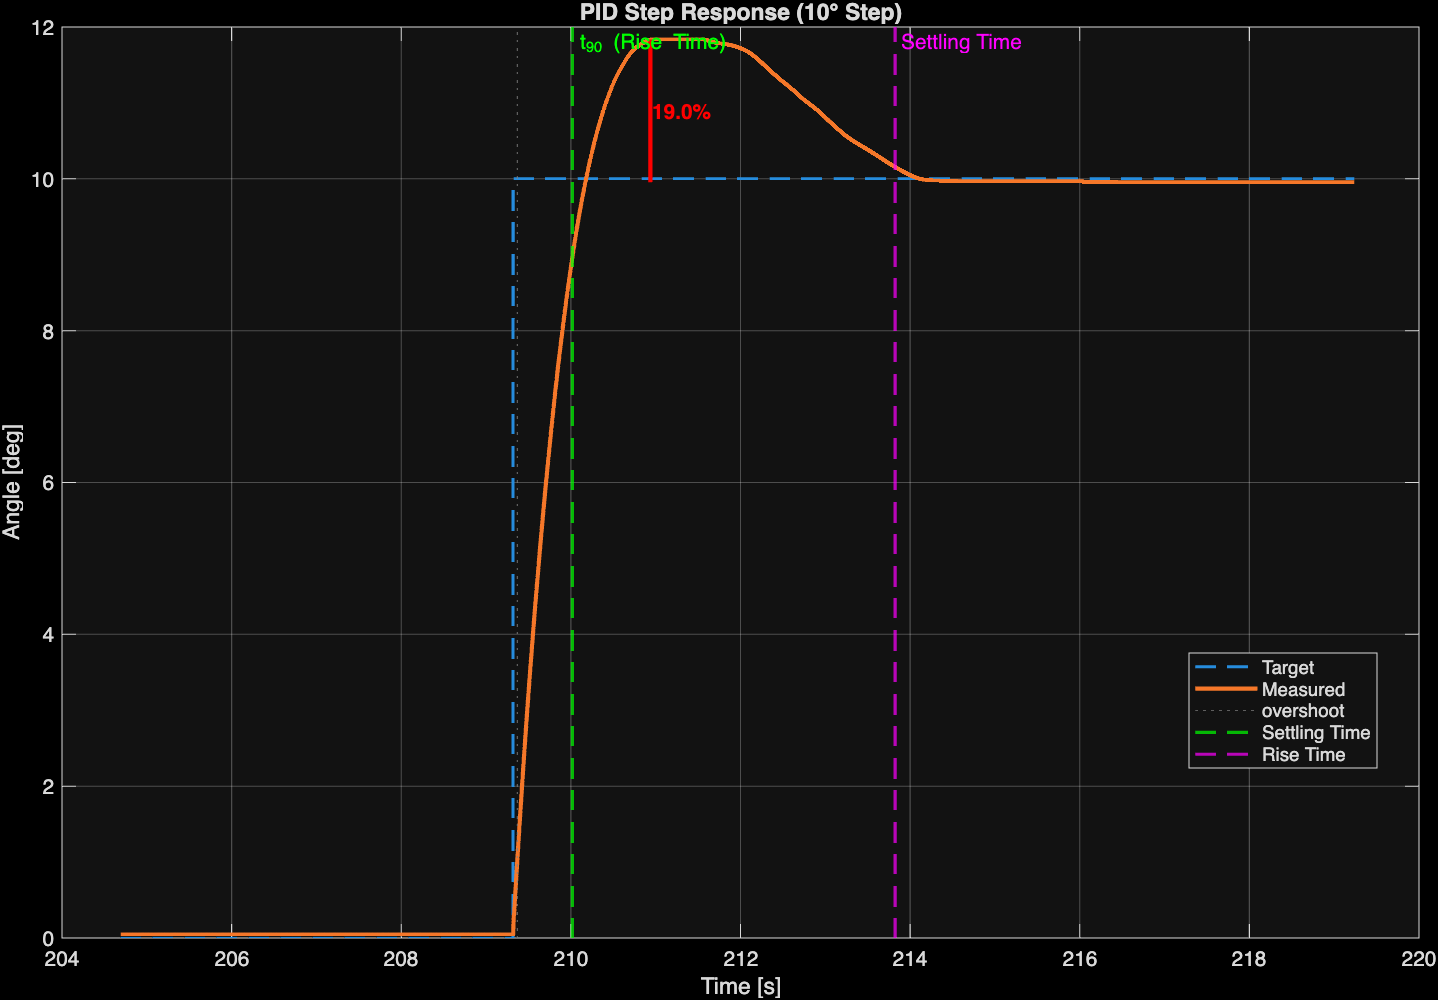 PID Step Response (10° Step)
12
10
8
6
4
2
0
Angle [deg]
t₉₀ (Rise Time)
Settling Time
19.0%
Target
Measured
overshoot
Settling Time
Rise Time
204
206
208
210
212
214
216
218
220
Time [s]